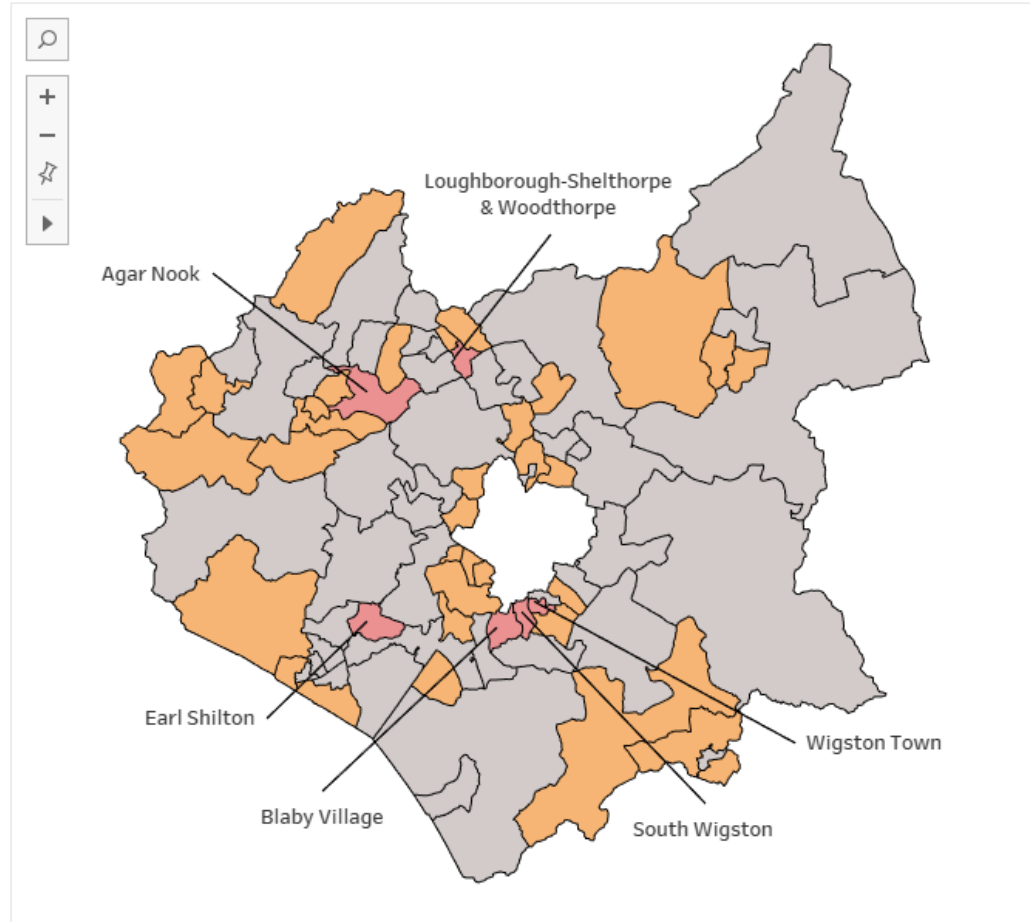 Loughborough-Shelthorpe
& Woodthorpe
Agar Nook
Earl Shilton
Wigston Town
Blaby Village
South Wigston